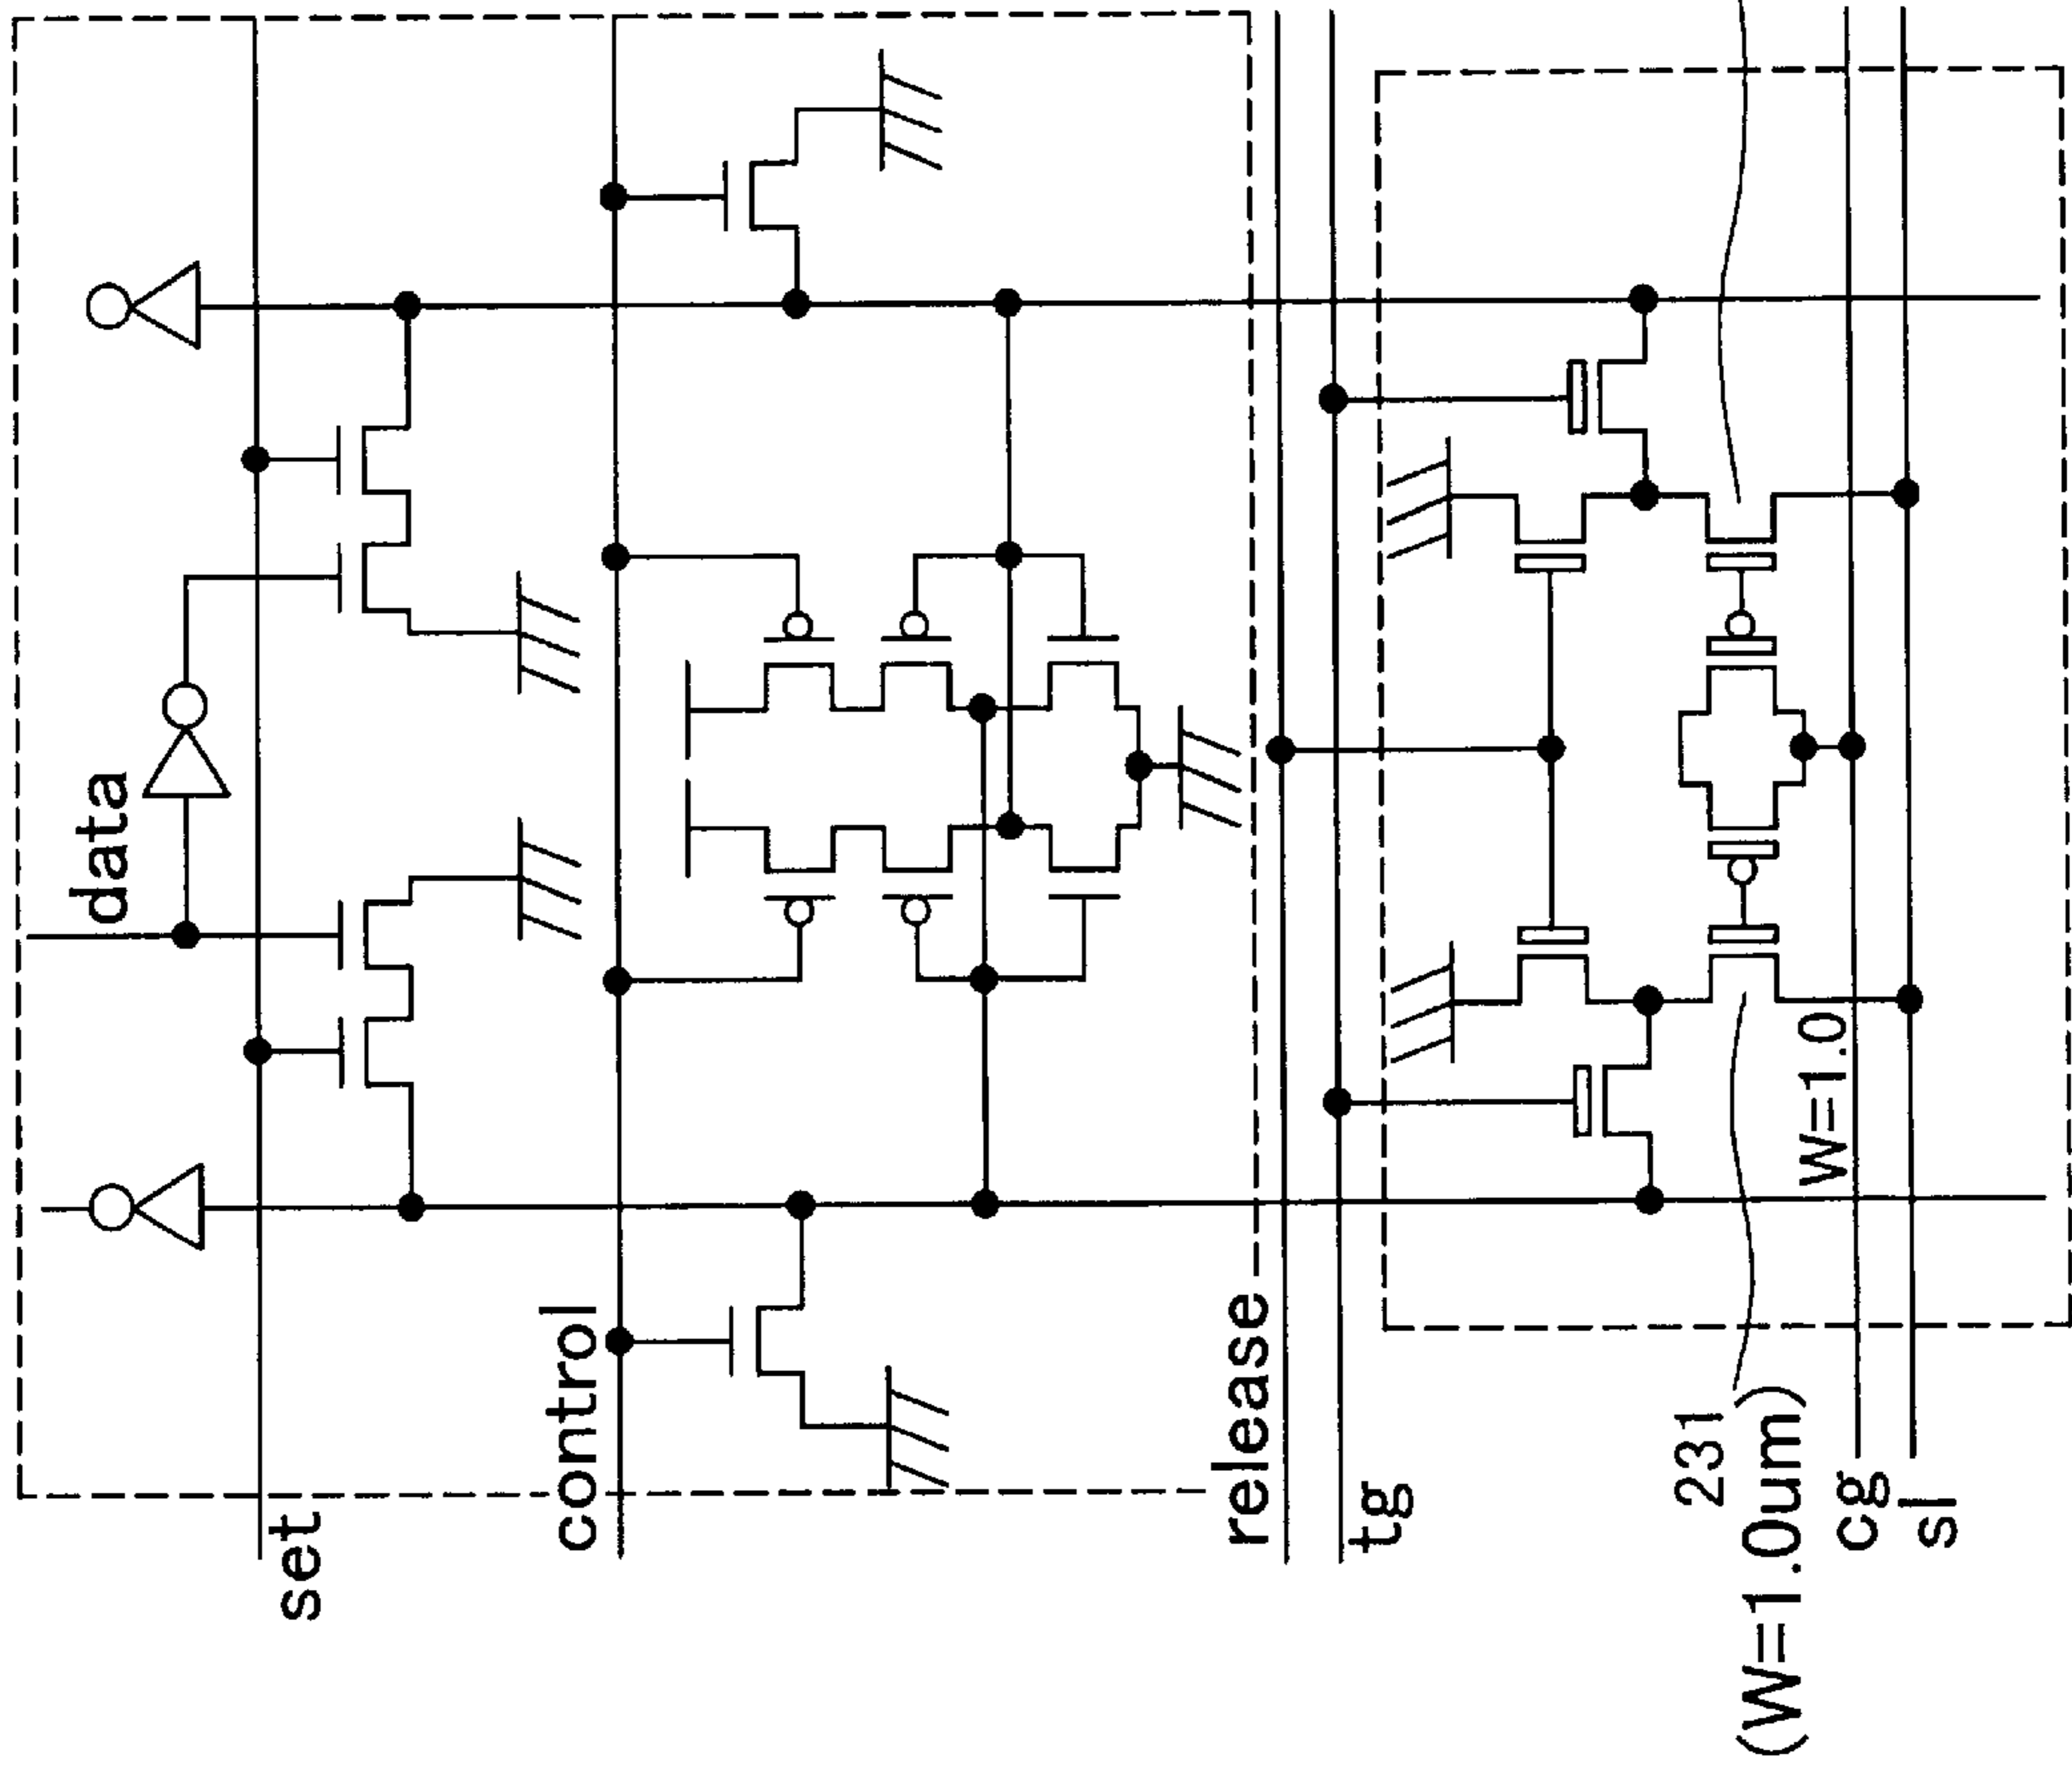 data
set
control
release
tg
231
(W=1.0um)
W=1.0
cg
sl